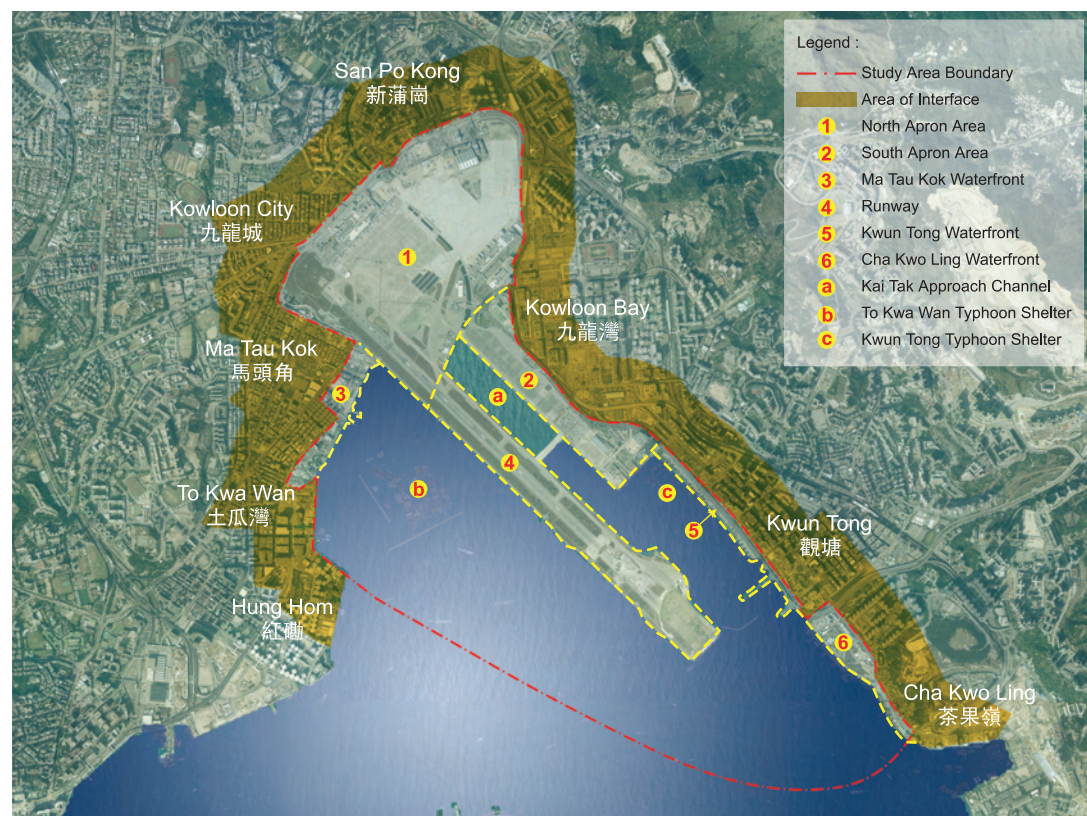 San Po Kong
新蒲崗
Kowloon City
九龍城
Kowloon Bay
九龍灣
Ma Tau Kok
馬頭角
To Kwa Wan
土瓜灣
Hung Hom
紅磡
Kwun Tong
觀塘
Cha Kwo Ling
茶果嶺
1
2
3
4
5
6
a
b
c
Legend :
Study Area Boundary
Area of Interface
1 North Apron Area
2 South Apron Area
3 Ma Tau Kok Waterfront
4 Runway
5 Kwun Tong Waterfront
6 Cha Kwo Ling Waterfront
a Kai Tak Approach Channel
b To Kwa Wan Typhoon Shelter
c Kwun Tong Typhoon Shelter